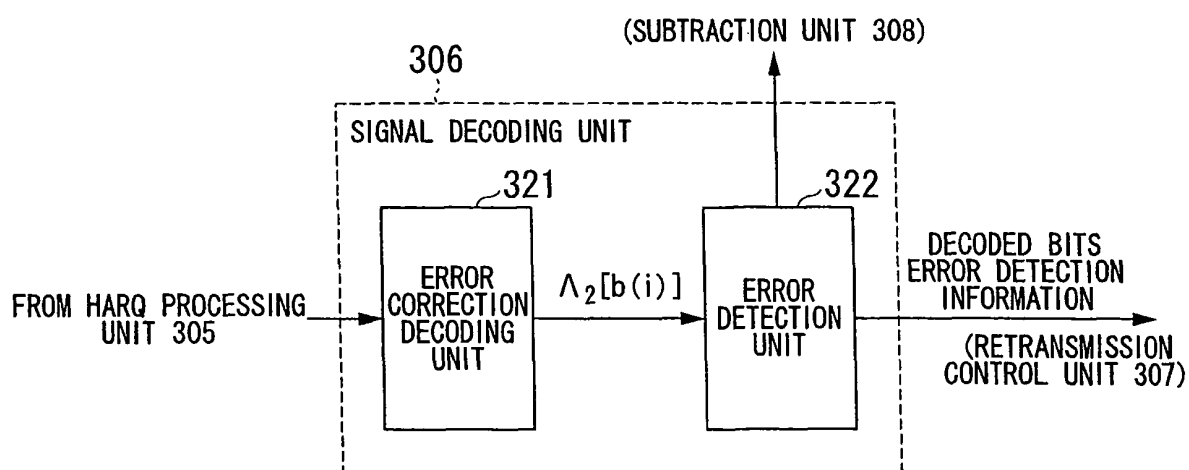 (SUBTRACTION UNIT 308)
306
SIGNAL DECODING UNIT
321
322
FROM HARQ PROCESSING
UNIT 305
ERROR
CORRECTION
DECODING
UNIT
Λ2[b(i)]
ERROR
DETECTION
UNIT
DECODED BITS
ERROR DETECTION
INFORMATION
(RETRANSMISSION
CONTROL UNIT 307)